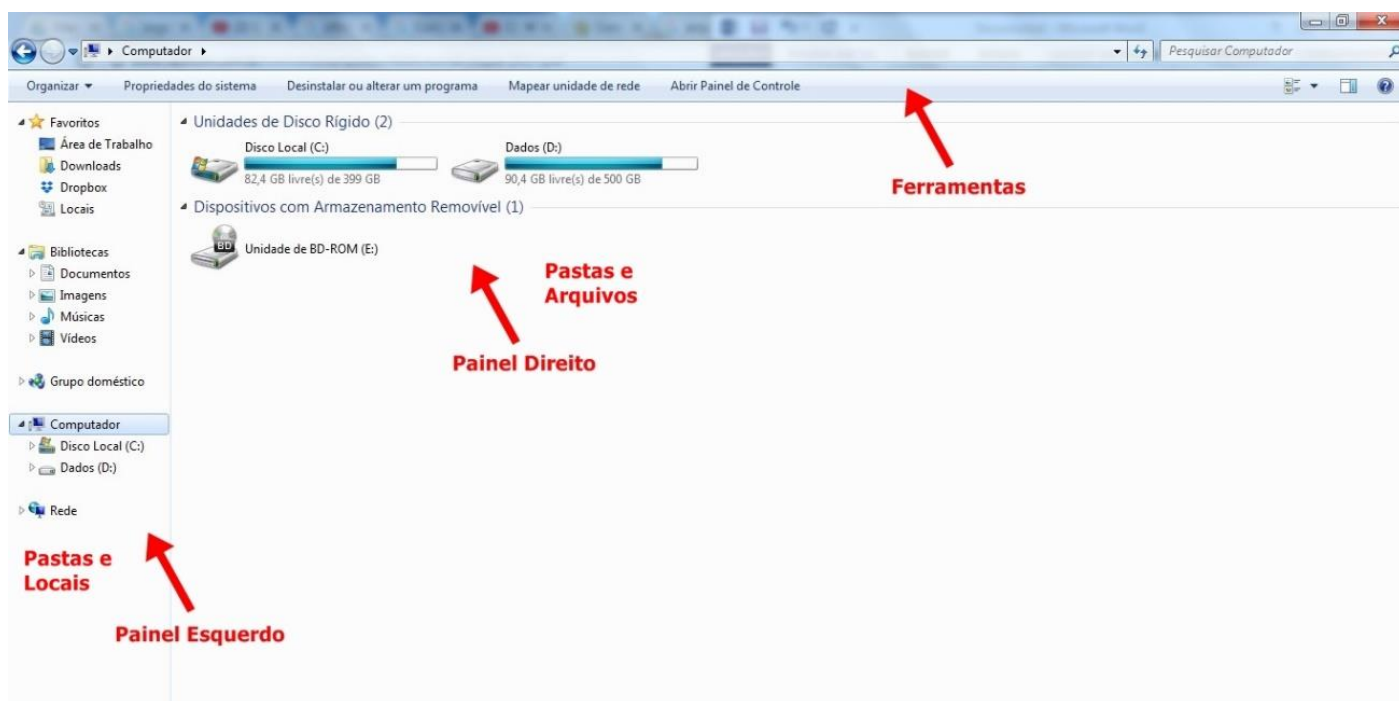 Computador
Pesquisar Computador
Organizar
Propriedades do sistema
Desinstalar ou alterar um programa
Mapear unidade de rede
Abrir Painel de Controle
Favoritos
Área de Trabalho
Downloads
Dropbox
Locais
Bibliotecas
Documentos
Imagens
Músicas
Vídeos
Grupo doméstico
Computador
Disco Local (C:)
Dados (D:)
Rede
Unidades de Disco Rígido (2)
Disco Local (C:)
82,4 GB livre(s) de 399 GB
Dados (D:)
90,4 GB livre(s) de 500 GB
Dispositivos com Armazenamento Removível (1)
BD
Unidade de BD-ROM (E:)
Ferramentas
Pastas e
Arquivos
Painel Direito
Pastas e
Locais
Painel Esquerdo